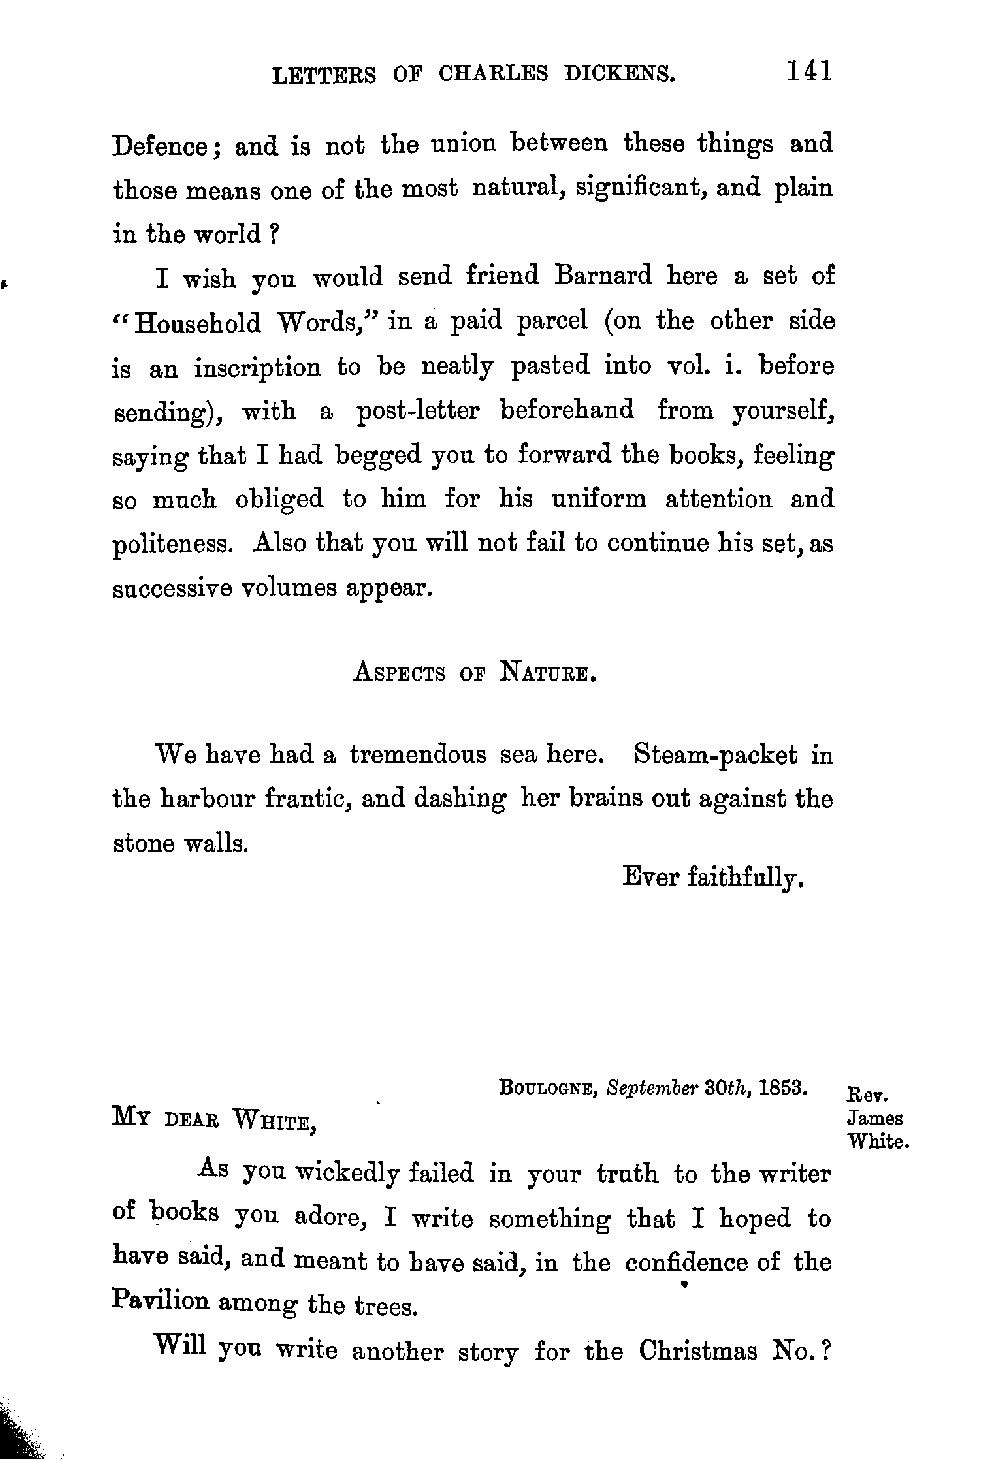 LETTERS OF CHARLES DICKENS. 141
Defence; and is not the union between these things and
those means one of the most natural, significant, and plain
in the world?
I wish you would send friend Barnard here a set of
"Household Words," in a paid parcel (on the other side
is an inscription to be neatly pasted into vol. i. before
sending), with a post-letter beforehand from yourself,
saying that I had begged you to forward the books, feeling
so much obliged to him for his uniform attention and
politeness. Also that you will not fail to continue his set, as
successive volumes appear.
ASPECTS OF NATURE.
We have had a tremendous sea here. Steam-packet in
the harbour frantic, and dashing her brains out against the
stone walls.
Ever faithfully.
BOULOGNE, September 30th, 1853.
Rev.
James
White.
MY DEAR WHITE,
As you wickedly failed in your truth to the writer
of books you adore, I write something that I hoped to
have said, and meant to have said, in the confidence of the
Pavilion among the trees.
Will you write another story for the Christmas No.?